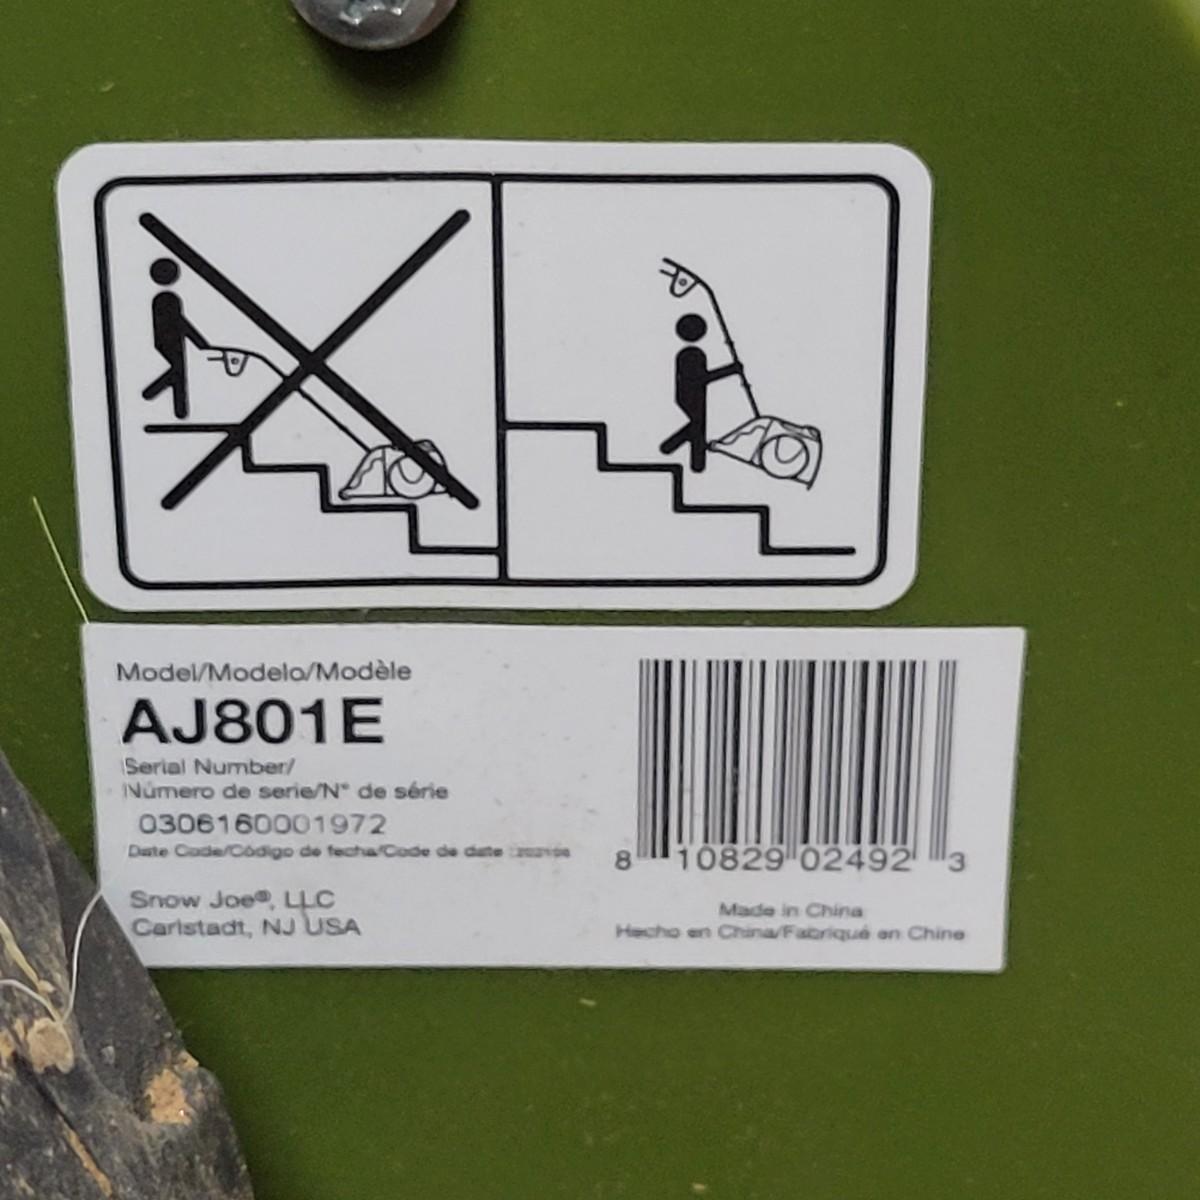 Model/Modelo/Modèle
AJ801E
Serial Number/
Número de serie/N° de série
0306160001972
Date Code/Código de fecha/Code de date :
Snow Joe®, LLC
Carlstadt, NJ USA
8 10829 02492 3
Made in China
Hecho en China/Fabriqué en Chine